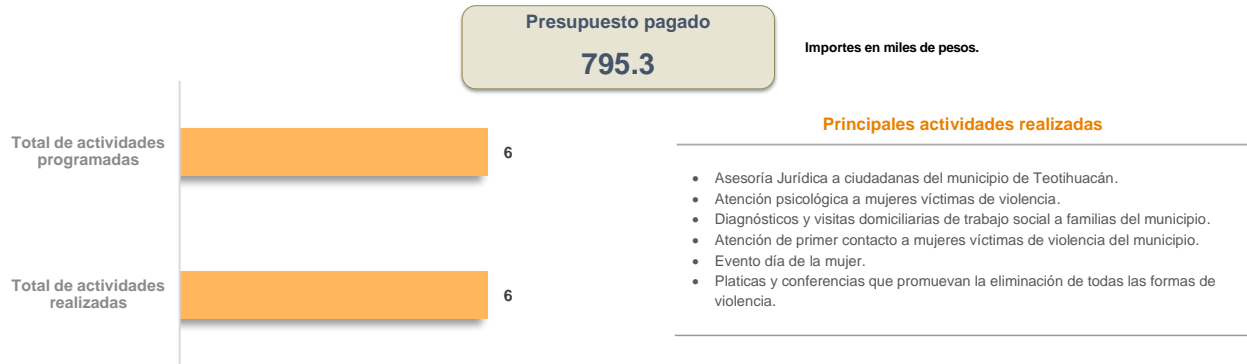 Presupuesto pagado
795.3
Importes en miles de pesos.
Total de actividades
programadas
6
Total de actividades
realizadas
6
Principales actividades realizadas
• Asesoría Jurídica a ciudadanas del municipio de Teotihuacán.
• Atención psicológica a mujeres víctimas de violencia.
• Diagnósticos y visitas domiciliarias de trabajo social a familias del municipio.
• Atención de primer contacto a mujeres víctimas de violencia del municipio.
• Evento día de la mujer.
• Platicas y conferencias que promuevan la eliminación de todas las formas de
violencia.